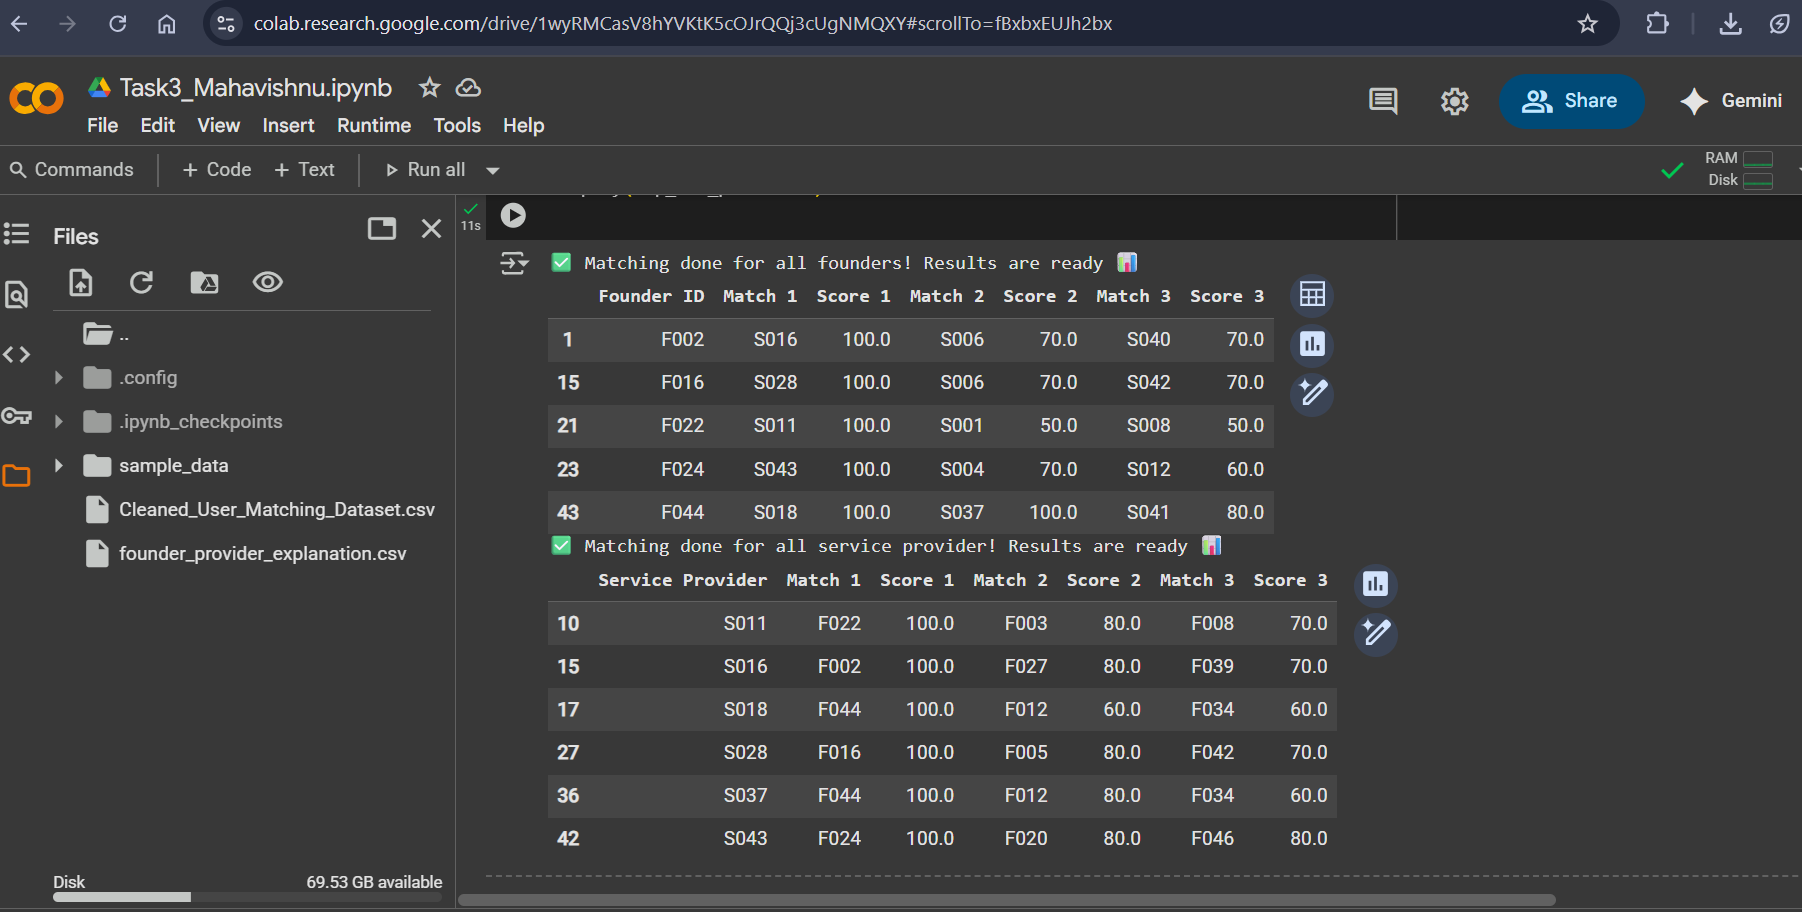 colab.research.google.com/drive/1wyRMCasV8hYVKtK5cOJrQQj3cUgNMQXY#scrollTo=fBxbxEUJh2bx
Task3_Mahavishnu.ipynb
File Edit View Insert Runtime Tools Help
Share
Gemini
Commands + Code + Text Run all
RAM
Disk
Files
..
.config
.ipynb_checkpoints
sample_data
Cleaned_User_Matching_Dataset.csv
founder_provider_explanation.csv
Disk 69.53 GB available
11s
✅ Matching done for all founders! Results are ready 📊
Founder ID Match 1 Score 1 Match 2 Score 2 Match 3 Score 3
1 F002 S016 100.0 S006 70.0 S040 70.0
15 F016 S028 100.0 S006 70.0 S042 70.0
21 F022 S011 100.0 S001 50.0 S008 50.0
23 F024 S043 100.0 S004 70.0 S012 60.0
43 F044 S018 100.0 S037 100.0 S041 80.0
✅ Matching done for all service provider! Results are ready 📊
Service Provider Match 1 Score 1 Match 2 Score 2 Match 3 Score 3
10 S011 F022 100.0 F003 80.0 F008 70.0
15 S016 F002 100.0 F027 80.0 F039 70.0
17 S018 F044 100.0 F012 60.0 F034 60.0
27 S028 F016 100.0 F005 80.0 F042 70.0
36 S037 F044 100.0 F012 80.0 F034 60.0
42 S043 F024 100.0 F020 80.0 F046 80.0